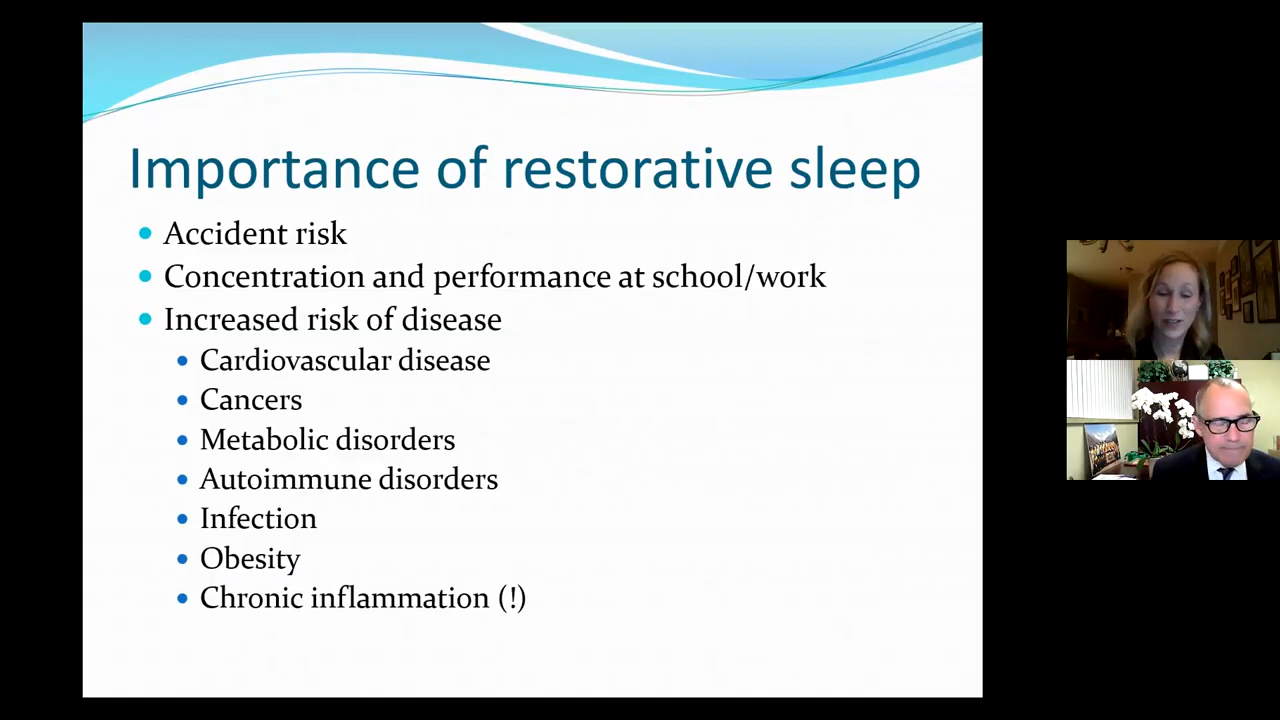 Importance of restorative sleep
Accident risk
Concentration and performance at school/work
Increased risk of disease
Cardiovascular disease
Cancers
Metabolic disorders
Autoimmune disorders
Infection
Obesity
Chronic inflammation (!)